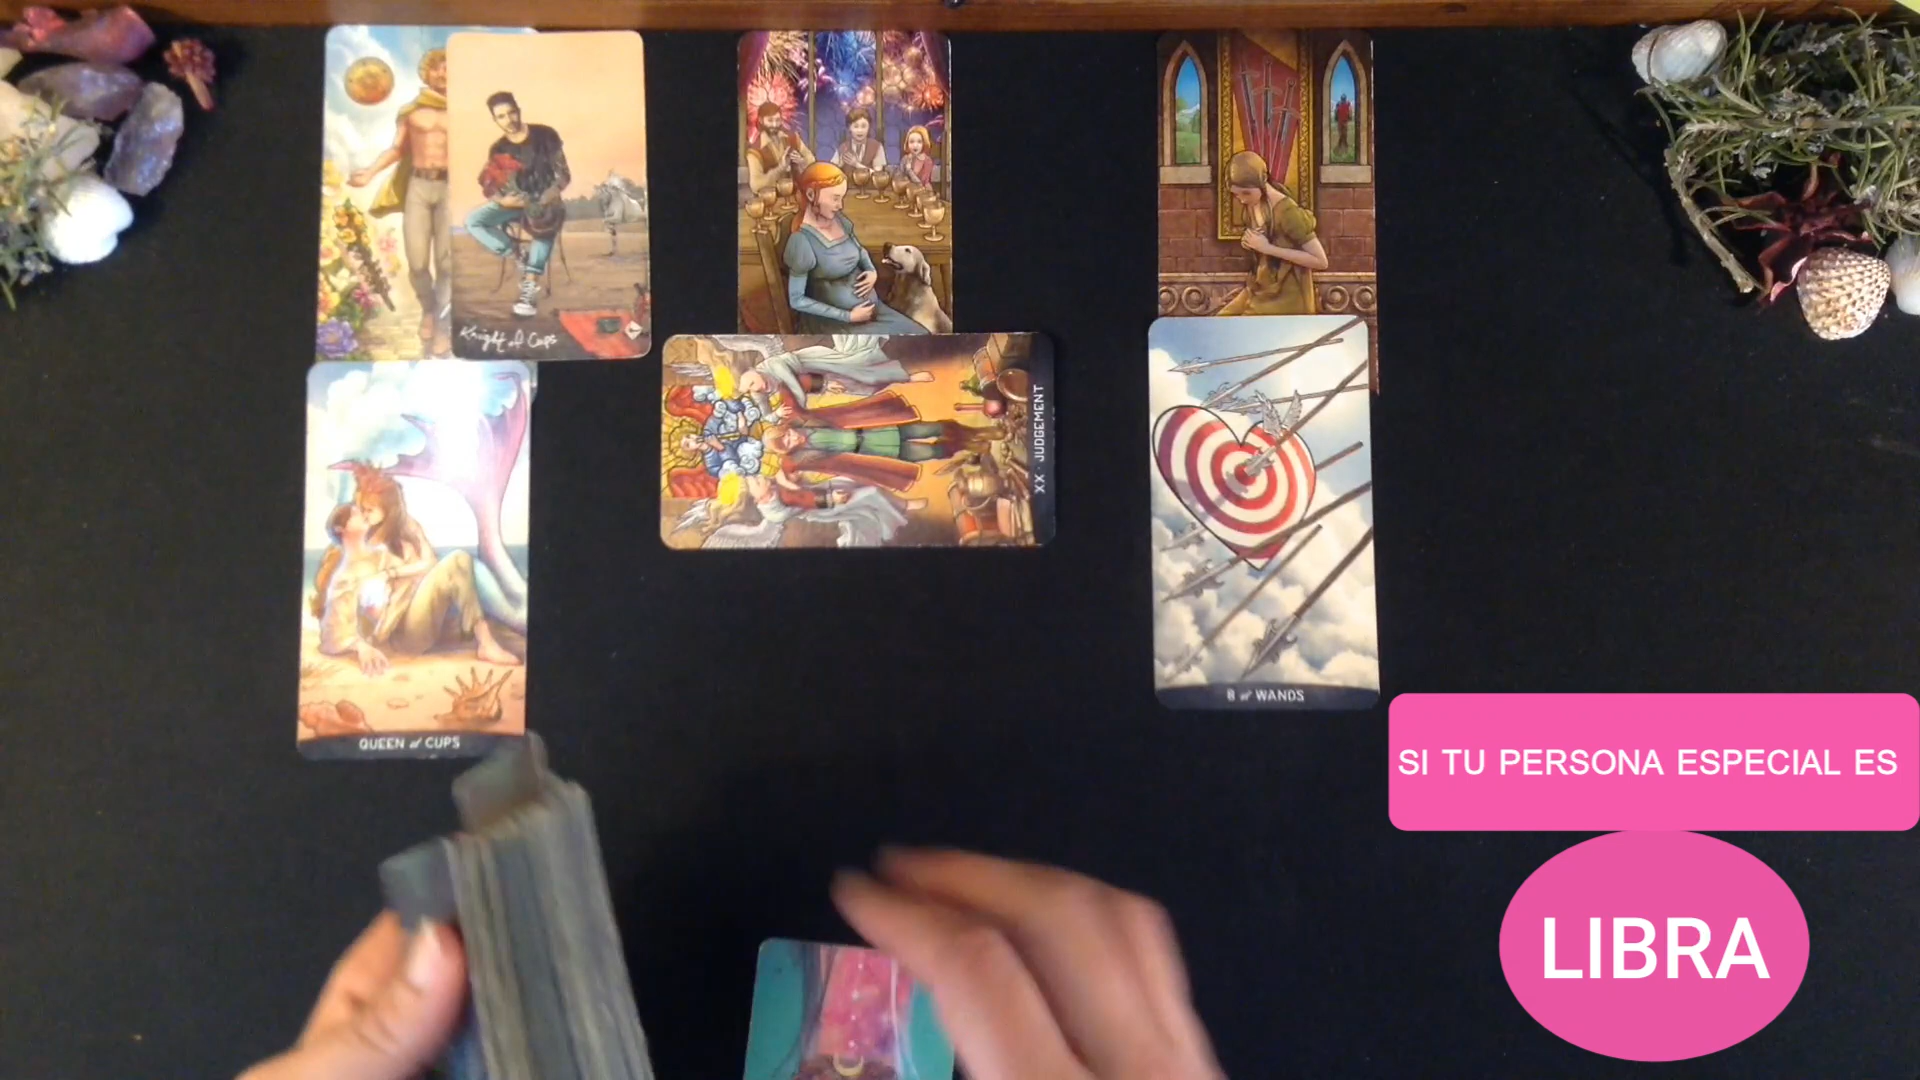 Knight of Cups
XX · JUDGEMENT
8 of WANDS
QUEEN of CUPS
SI TU PERSONA ESPECIAL ES
LIBRA